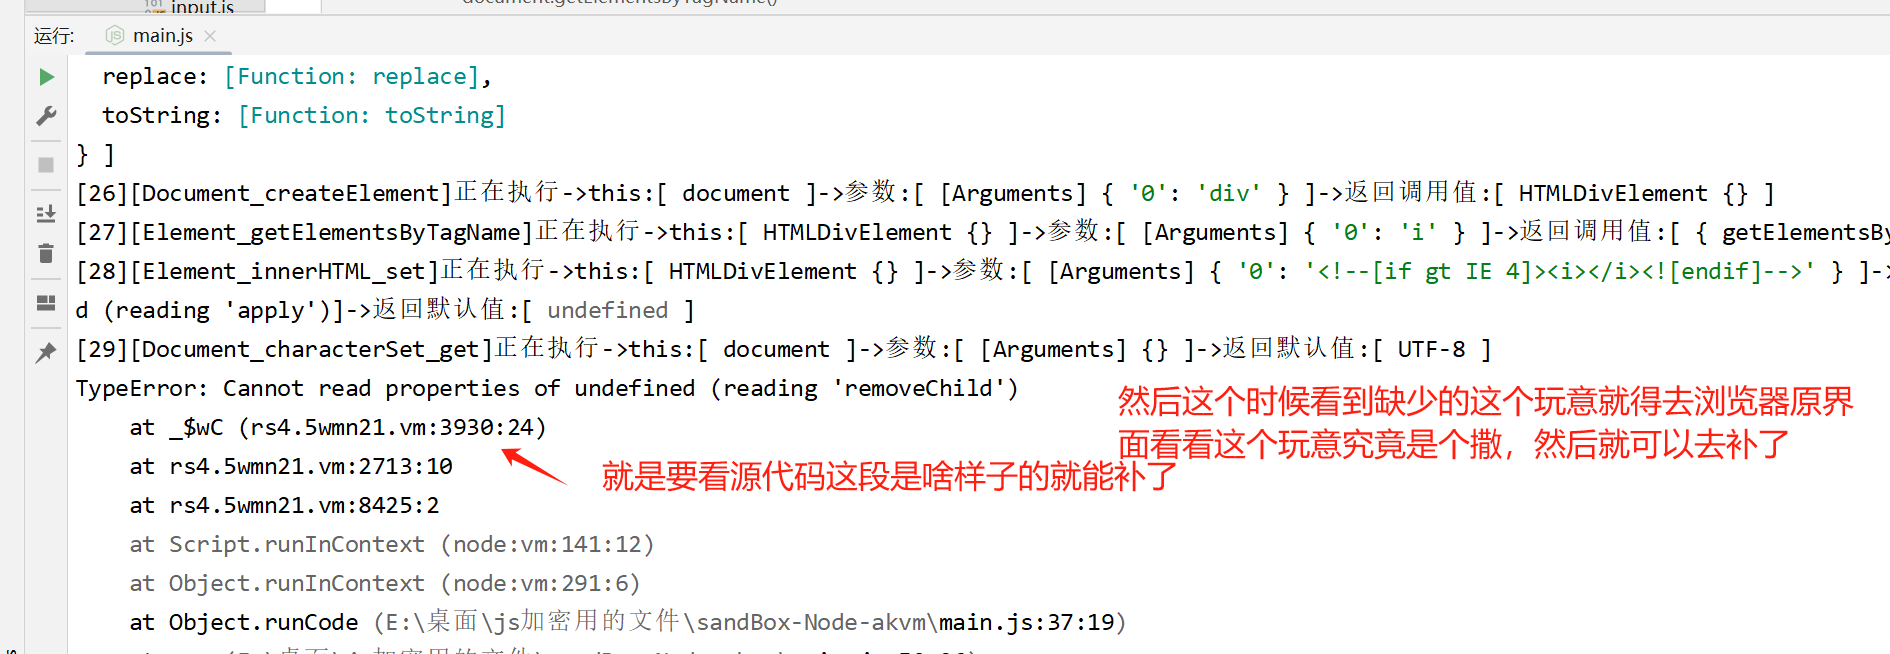 input.js
document.getElementsByTagName()
运行:
main.js
replace: [Function: replace],
toString: [Function: toString]
} ]
[26][Document_createElement]正在执行->this:[ document ]->参数:[ [Arguments] { '0': 'div' } ]->返回调用值:[ HTMLDivElement {} ]
[27][Element_getElementsByTagName]正在执行->this:[ HTMLDivElement {} ]->参数:[ [Arguments] { '0': 'i' } ]->返回调用值:[ { getElementsBy
[28][Element_innerHTML_set]正在执行->this:[ HTMLDivElement {} ]->参数:[ [Arguments] { '0': '<!--[if gt IE 4]><i></i><![endif]-->' } ]->
d (reading 'apply')]->返回默认值:[ undefined ]
[29][Document_characterSet_get]正在执行->this:[ document ]->参数:[ [Arguments] {} ]->返回默认值:[ UTF-8 ]
TypeError: Cannot read properties of undefined (reading 'removeChild')
然后这个时候看到缺少的这个玩意就得去浏览器原界
面看看这个玩意究竟是个撒，然后就可以去补了
at _$wC (rs4.5wmn21.vm:3930:24)
就是要看源代码这段是啥样子的就能补了
at rs4.5wmn21.vm:2713:10
at rs4.5wmn21.vm:8425:2
at Script.runInContext (node:vm:141:12)
at Object.runInContext (node:vm:291:6)
at Object.runCode (E:\桌面\js加密用的文件\sandBox-Node-akvm\main.js:37:19)